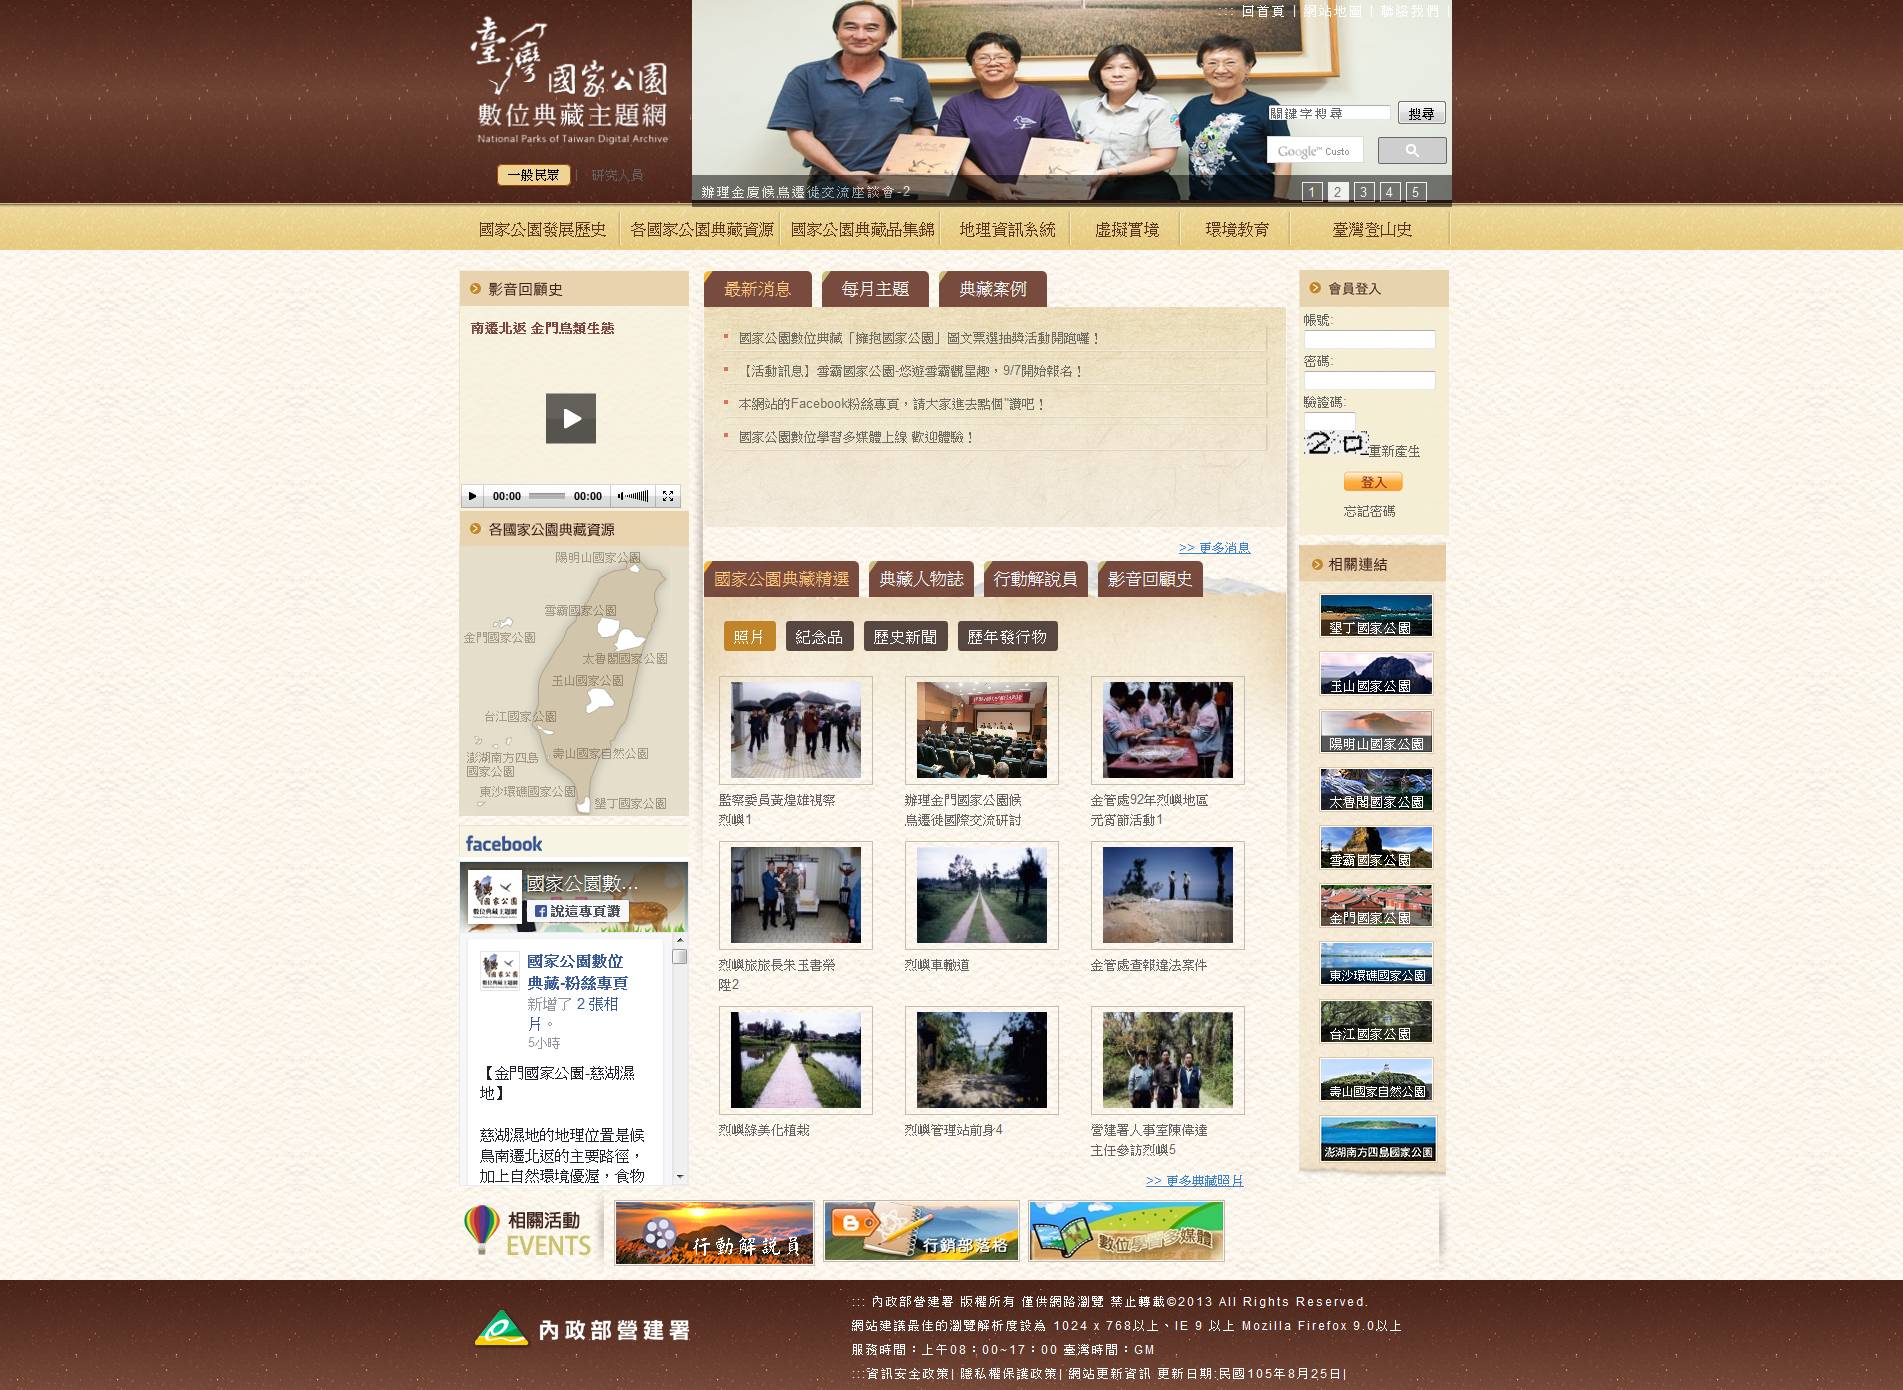 ::: 回首頁 | 網站地圖 | 聯絡我們 |
臺灣國家公園
數位典藏主題網
National Parks of Taiwan Digital Archive
一般民眾 | 研究人員
關鍵字搜尋 搜尋
Google™ Custo
辦理金廈候鳥遷徙交流座談會-2
1 2 3 4 5
國家公園發展歷史 各國家公園典藏資源 國家公園典藏品集錦 地理資訊系統 虛擬實境 環境教育 臺灣登山史
影音回顧史
南遷北返 金門鳥類生態
00:00 00:00
各國家公園典藏資源
陽明山國家公園
雪霸國家公園
金門國家公園
太魯閣國家公園
玉山國家公園
台江國家公園
澎湖南方四島
國家公園
壽山國家自然公園
東沙環礁國家公園
墾丁國家公園
facebook
國家公園數...
說這專頁讚
國家公園數位
典藏-粉絲專頁
新增了 2 張相
片。
5小時
【金門國家公園-慈湖濕
地】
慈湖濕地的地理位置是候
鳥南遷北返的主要路徑，
加上自然環境優渥，食物
最新消息 每月主題 典藏案例
國家公園數位典藏「擁抱國家公園」圖文票選抽獎活動開跑囉！
【活動訊息】雪霸國家公園-悠遊雪霸觀星趣，9/7開始報名！
本網站的Facebook粉絲專頁，請大家進去點個"讚吧！
國家公園數位學習多媒體上線 歡迎體驗！
>> 更多消息
國家公園典藏精選 典藏人物誌 行動解說員 影音回顧史
照片 紀念品 歷史新聞 歷年發行物
監察委員黃煌雄視察
烈嶼1
辦理金門國家公園候
鳥遷徙國際交流研討
金管處92年烈嶼地區
元宵節活動1
烈嶼旅旅長朱玉書榮
陞2
烈嶼車轍道
金管處查報違法案件
烈嶼綠美化植栽
烈嶼管理站前身4
營建署人事室陳偉達
主任參訪烈嶼5
>> 更多典藏照片
會員登入
帳號:
密碼:
驗證碼:
2 重新產生
登入
忘記密碼
相關連結
墾丁國家公園
玉山國家公園
陽明山國家公園
太魯閣國家公園
雪霸國家公園
金門國家公園
東沙環礁國家公園
台江國家公園
壽山國家自然公園
澎湖南方四島國家公園
相關活動
EVENTS
行動解說員
行銷部落格
數位學習多媒體
內政部營建署
::: 內政部營建署 版權所有 僅供網路瀏覽 禁止轉載©2013 All Rights Reserved.
網站建議最佳的瀏覽解析度設為 1024 x 768以上、IE 9 以上 Mozilla Firefox 9.0以上
服務時間：上午08：00~17：00 臺灣時間：GM
:::資訊安全政策| 隱私權保護政策| 網站更新資訊 更新日期:民國105年8月25日|